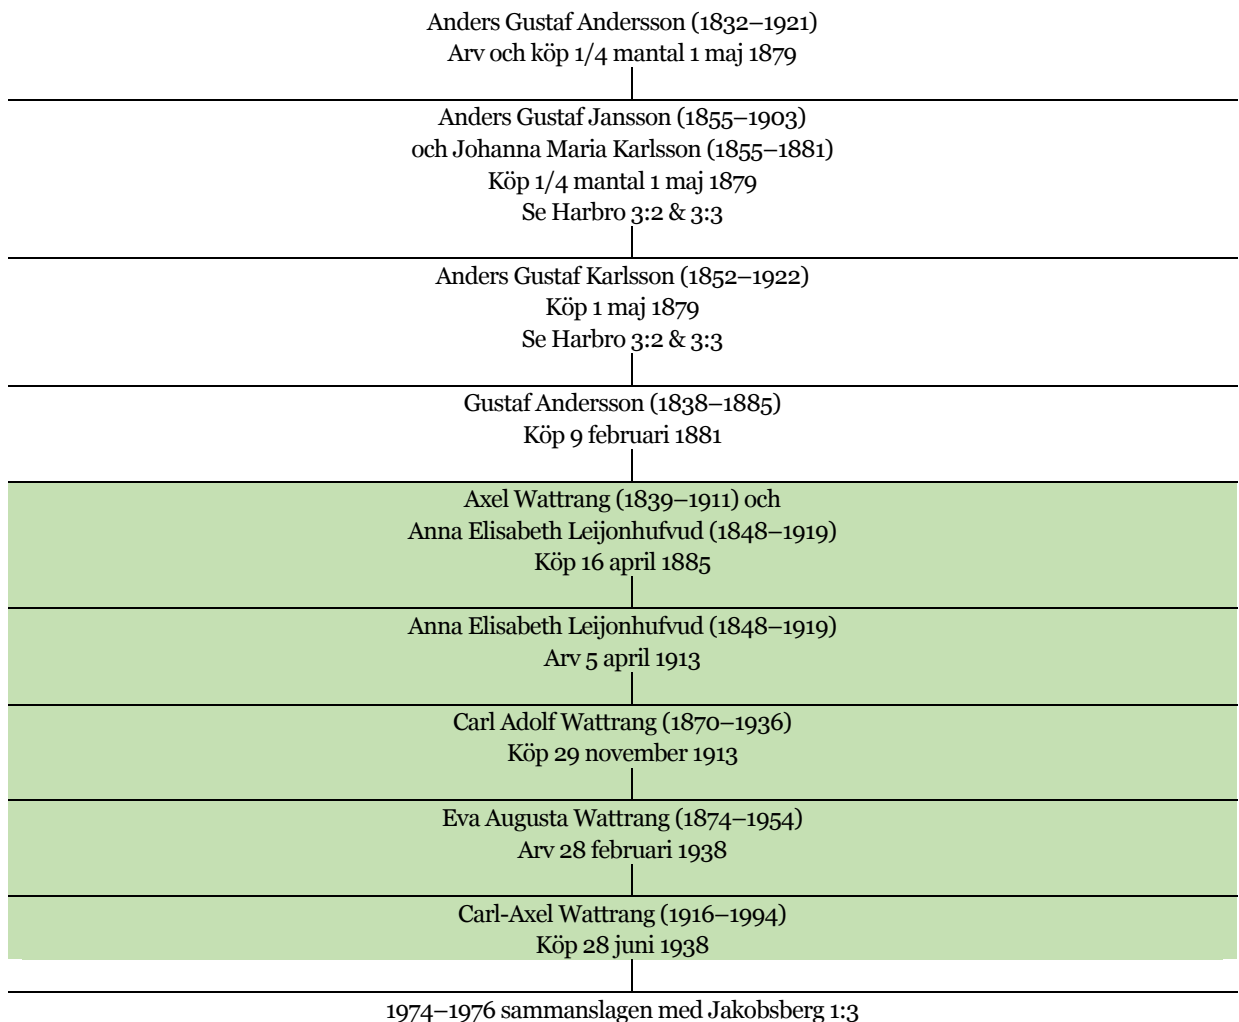 Anders Gustaf Andersson (1832–1921)
Arv och köp 1/4 mantal 1 maj 1879
Anders Gustaf Jansson (1855–1903)
och Johanna Maria Karlsson (1855–1881)
Köp 1/4 mantal 1 maj 1879
Se Harbro 3:2 & 3:3
Anders Gustaf Karlsson (1852–1922)
Köp 1 maj 1879
Se Harbro 3:2 & 3:3
Gustaf Andersson (1838–1885)
Köp 9 februari 1881
Axel Wattrang (1839–1911) och
Anna Elisabeth Leijonhufvud (1848–1919)
Köp 16 april 1885
Anna Elisabeth Leijonhufvud (1848–1919)
Arv 5 april 1913
Carl Adolf Wattrang (1870–1936)
Köp 29 november 1913
Eva Augusta Wattrang (1874–1954)
Arv 28 februari 1938
Carl-Axel Wattrang (1916–1994)
Köp 28 juni 1938
1974–1976 sammanslagen med Jakobsberg 1:3